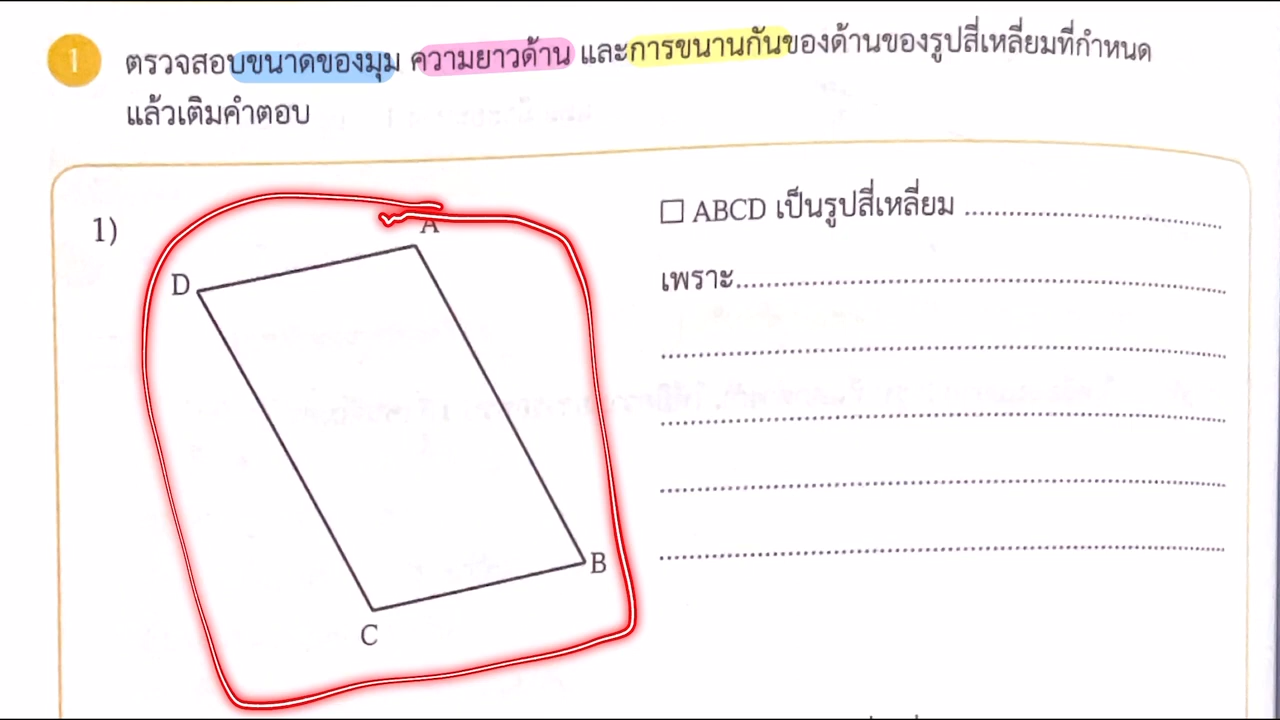 1 ตรวจสอบขนาดของมุม ความยาวด้าน และการขนานกันของด้านของรูปสี่เหลี่ยมที่กำหนด
แล้วเติมคำตอบ
1)
A
D
B
C
□ ABCD เป็นรูปสี่เหลี่ยม ........................................
เพราะ................................................................
................................................................
................................................................
................................................................
................................................................